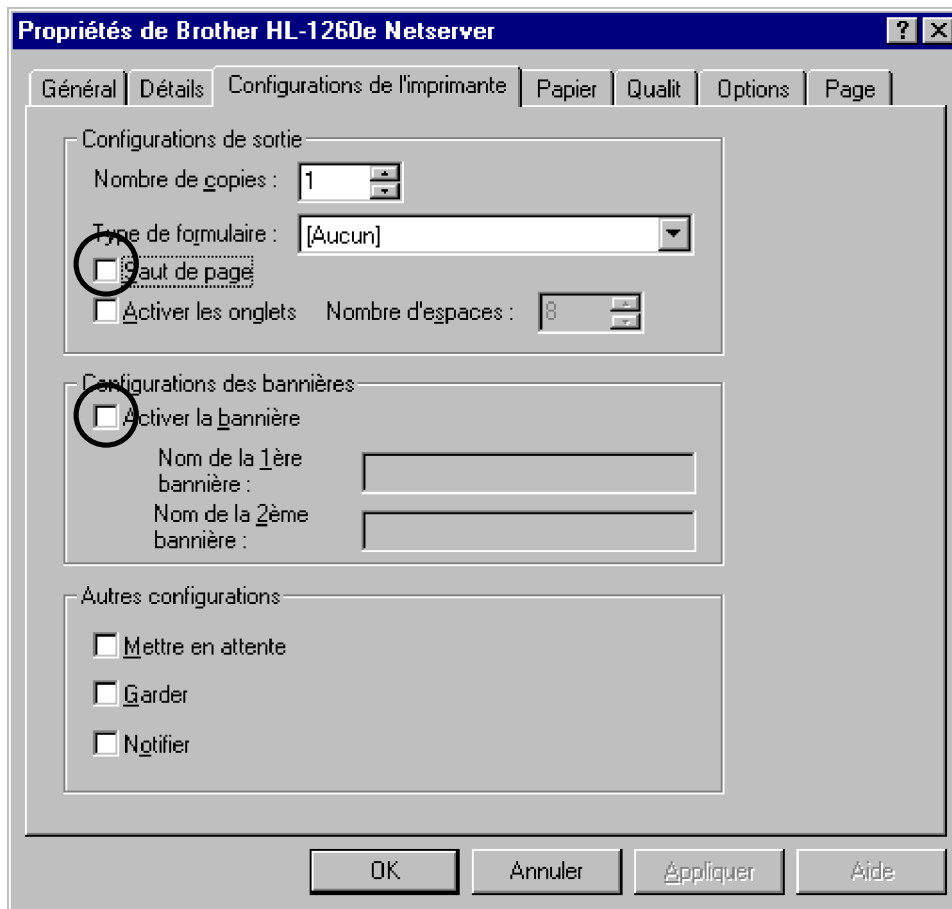 Propriétés de Brother HL-1260e Netserver
Général Détails Configurations de l'imprimante Papier Qualit Options Page
Configurations de sortie
Nombre de copies : 1
Type de formulaire : [Aucun]
Saut de page
Activer les onglets Nombre d'espaces : 8
Configurations des bannières
Activer la bannière
Nom de la 1ère
bannière :
Nom de la 2ème
bannière :
Autres configurations
Mettre en attente
Garder
Notifier
OK Annuler Appliquer Aide